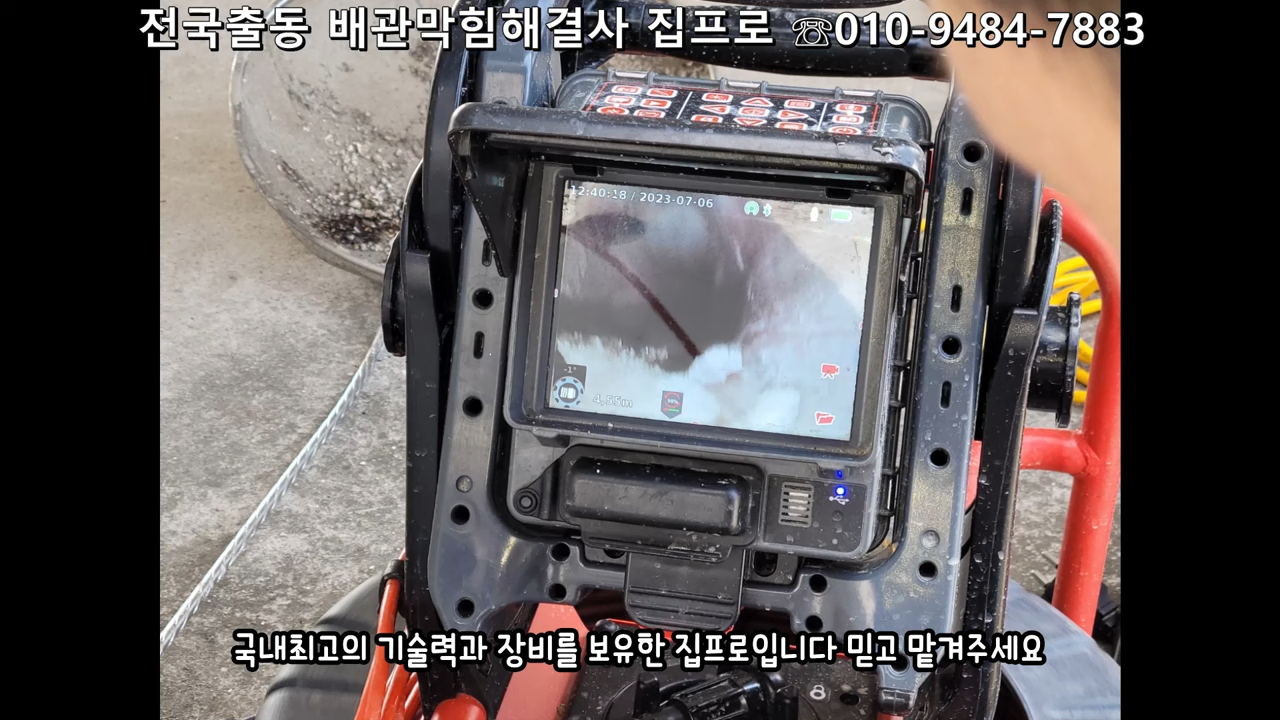 전국출동 배관막힘해결사 집프로 ☏010-9484-7883
12:40:18 / 2023-07-06
-1°
4.55m
국내최고의 기술력과 장비를 보유한 집프로입니다 믿고 맡겨주세요
8